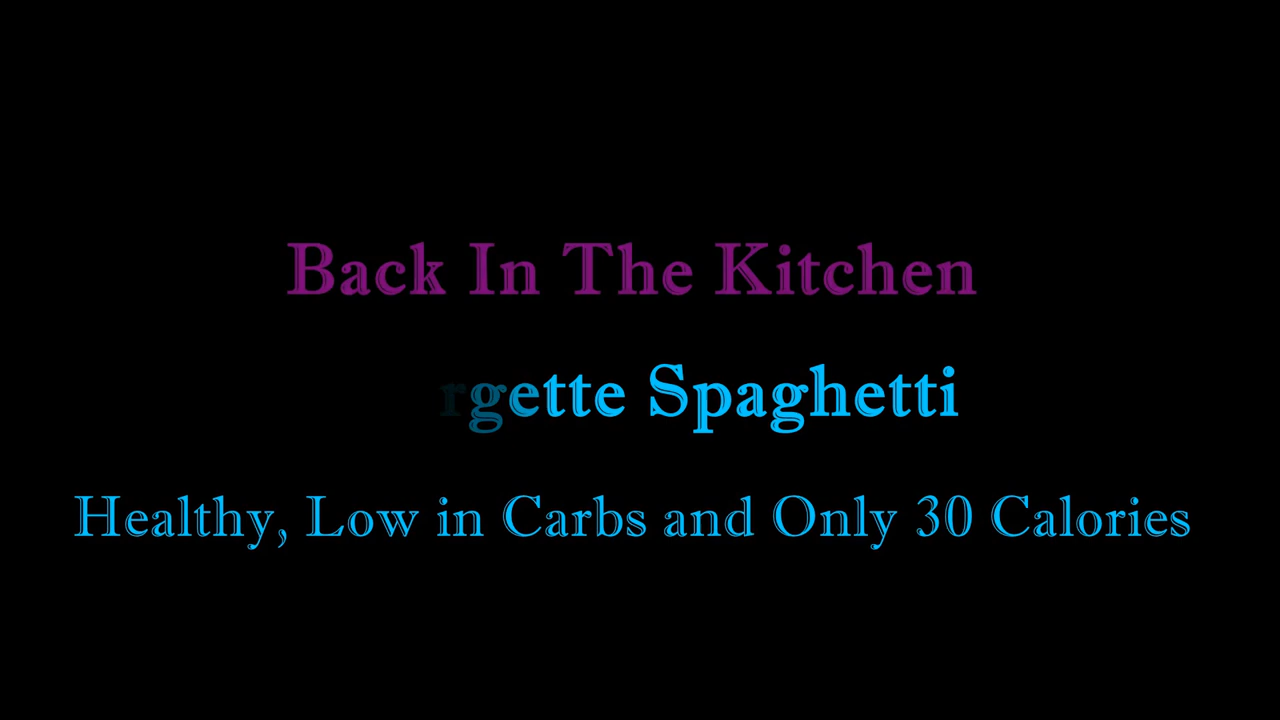 Back In The Kitchen
rgette Spaghetti
Healthy, Low in Carbs and Only 30 Calories